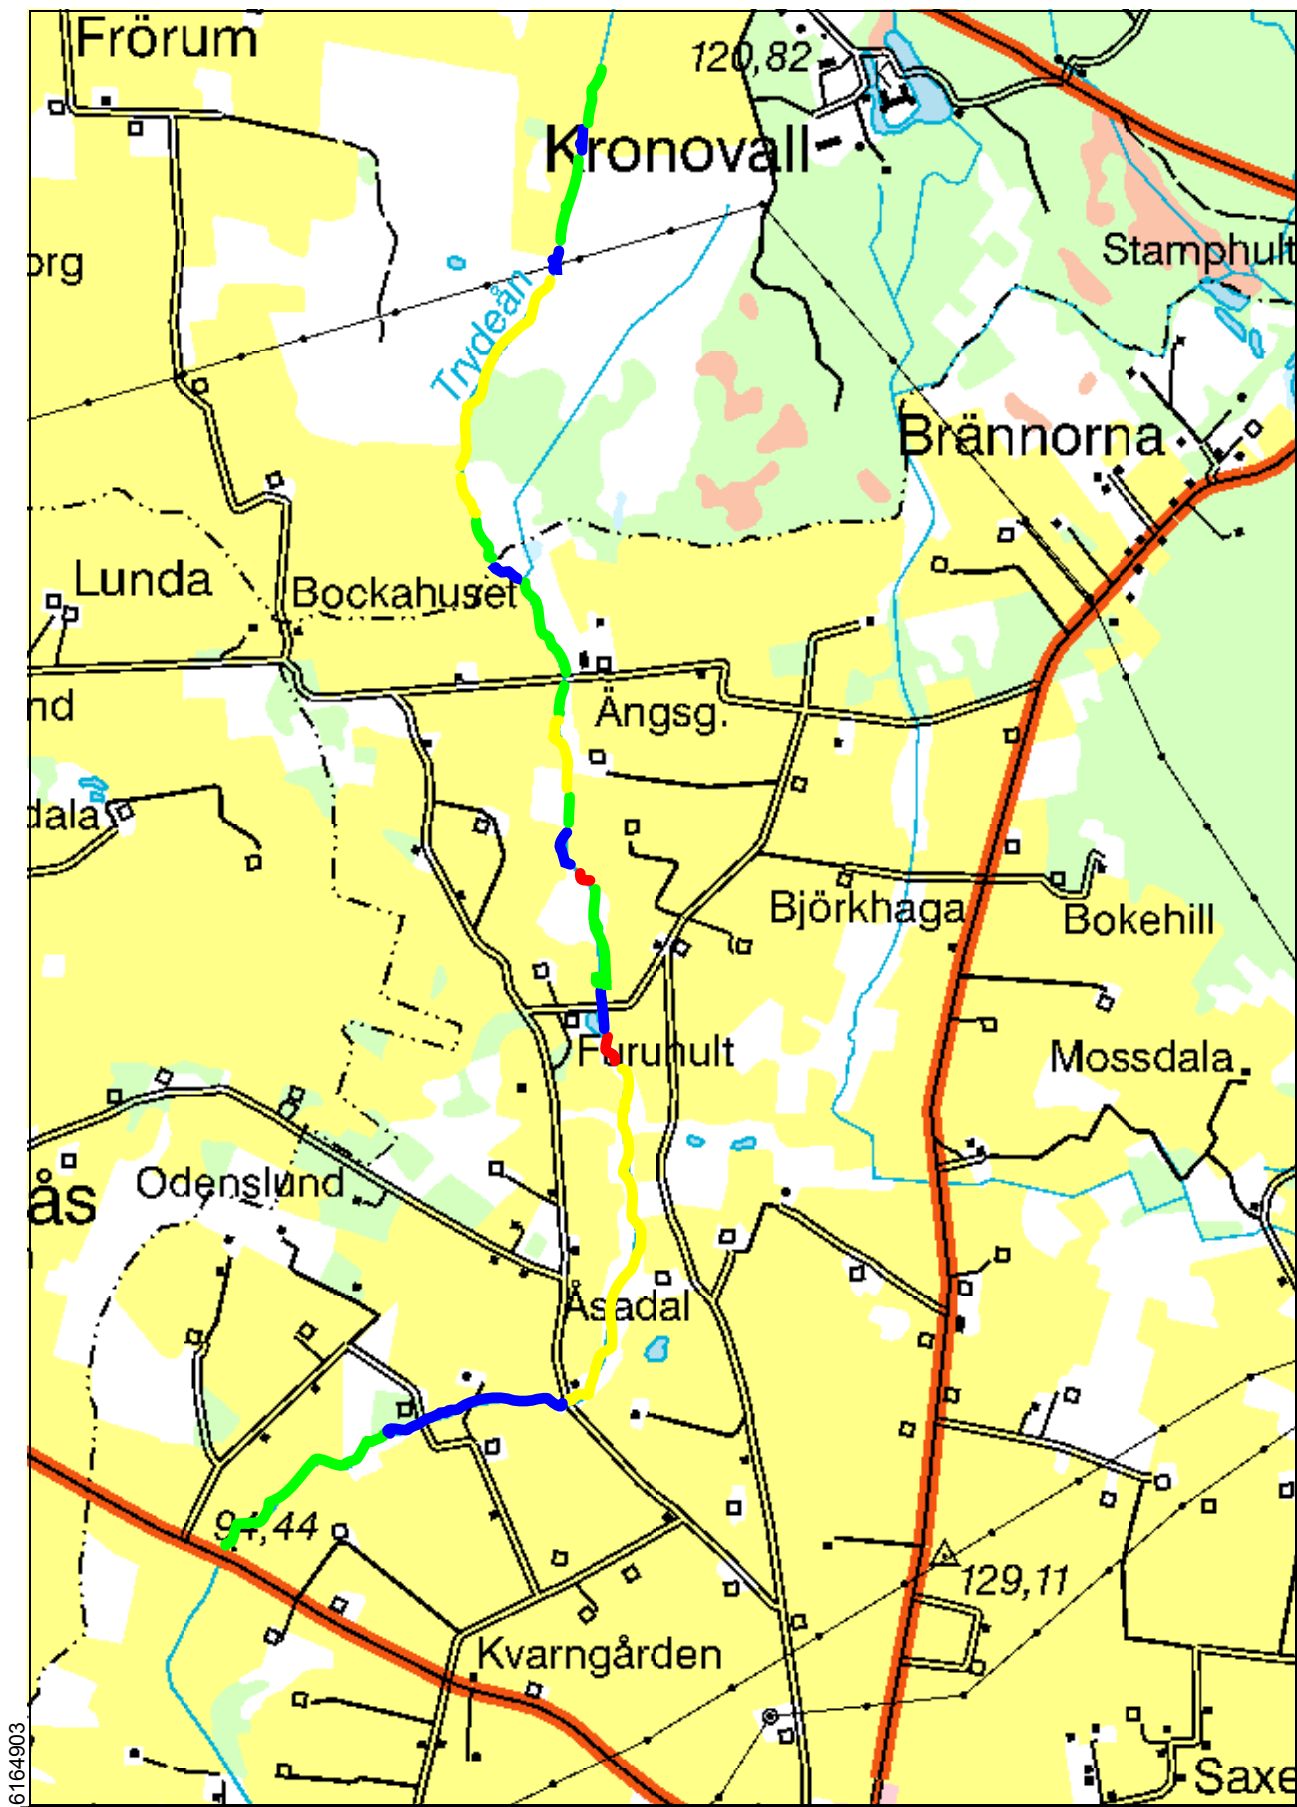 Frörum
120,82
Kronovall
Stamphult
org
Trydeån
Brännorna
Lunda
Bockahuset
nd
Ängsg.
dala
Björkhaga
Bokehill
Furuhult
Mossdala
Odenslund
ås
Åsadal
94,44
129,11
Kvarngården
6164903
Saxe